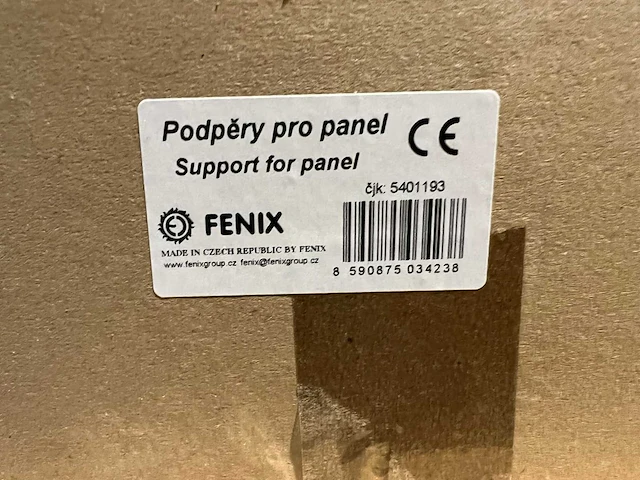 Podpěry pro panel
CE
Support for panel
čjk: 5401193
FENIX
MADE IN CZECH REPUBLIC BY FENIX
www.fenixgroup.cz fenix@fenixgroup.cz
8 590875 034238